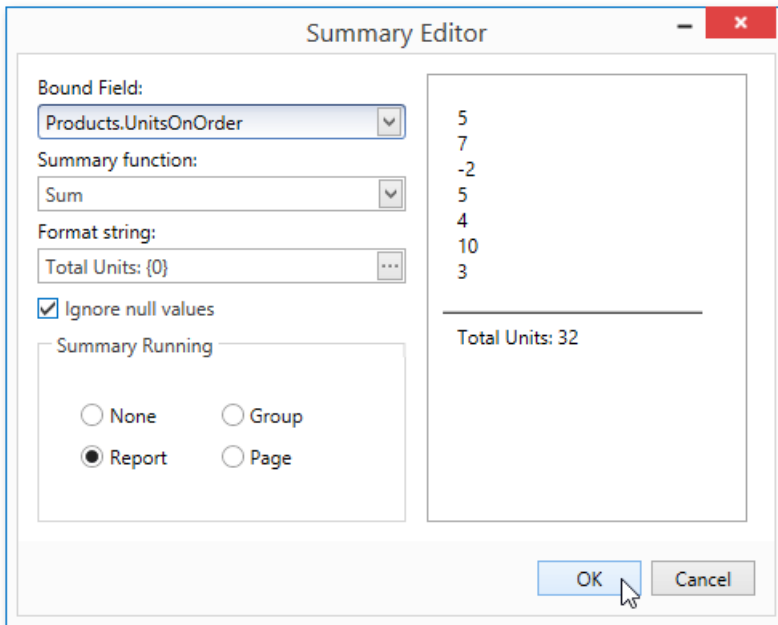 Summary Editor
Bound Field:
Products.UnitsOnOrder
Summary function:
Sum
Format string:
Total Units: {0}
...
Ignore null values
Summary Running
None
Group
Report
Page
5
7
-2
5
4
10
3
Total Units: 32
OK
Cancel